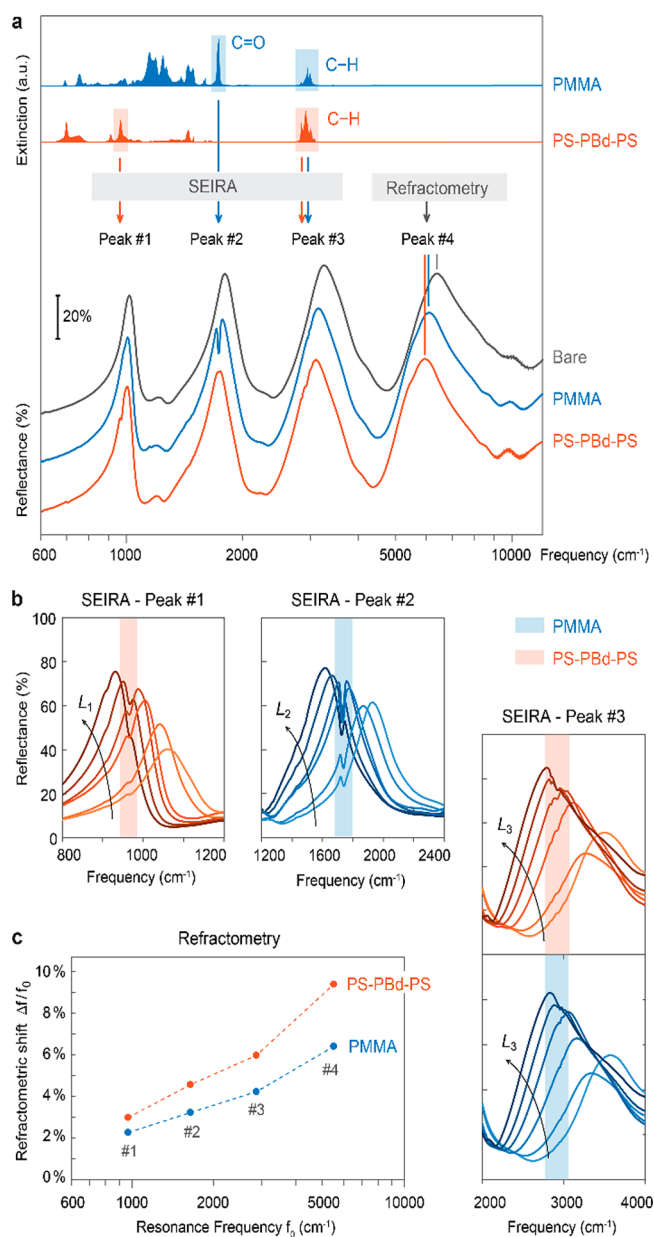 a
Extinction (a.u.)
C=O
C−H
PMMA
C−H
PS-PBd-PS
SEIRA
Refractometry
Peak #1
Peak #2
Peak #3
Peak #4
20%
Bare
PMMA
PS-PBd-PS
Reflectance (%)
600 1000 2000 5000 10000 Frequency (cm⁻¹)
b
SEIRA - Peak #1
SEIRA - Peak #2
PMMA
PS-PBd-PS
Reflectance (%)
100
80
60
40
20
0
L₁
800 1000 1200
Frequency (cm⁻¹)
L₂
1200 1600 2000 2400
Frequency (cm⁻¹)
SEIRA - Peak #3
L₃
L₃
2000 3000 4000
Frequency (cm⁻¹)
c
Refractometry
Refractometric shift Δf/f₀
10%
8%
6%
4%
2%
0%
PS-PBd-PS
PMMA
#1
#2
#3
#4
600 1000 2000 5000 10000
Resonance Frequency f₀ (cm⁻¹)